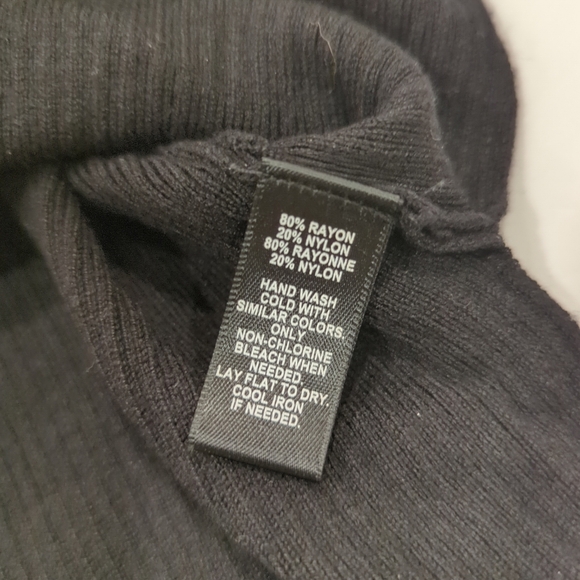 80% RAYON
20% NYLON
80% RAYONNE
20% NYLON
HAND WASH
COLD WITH
SIMILAR COLORS.
ONLY
NON-CHLORINE
BLEACH WHEN
NEEDED.
LAY FLAT TO DRY.
COOL IRON
IF NEEDED.